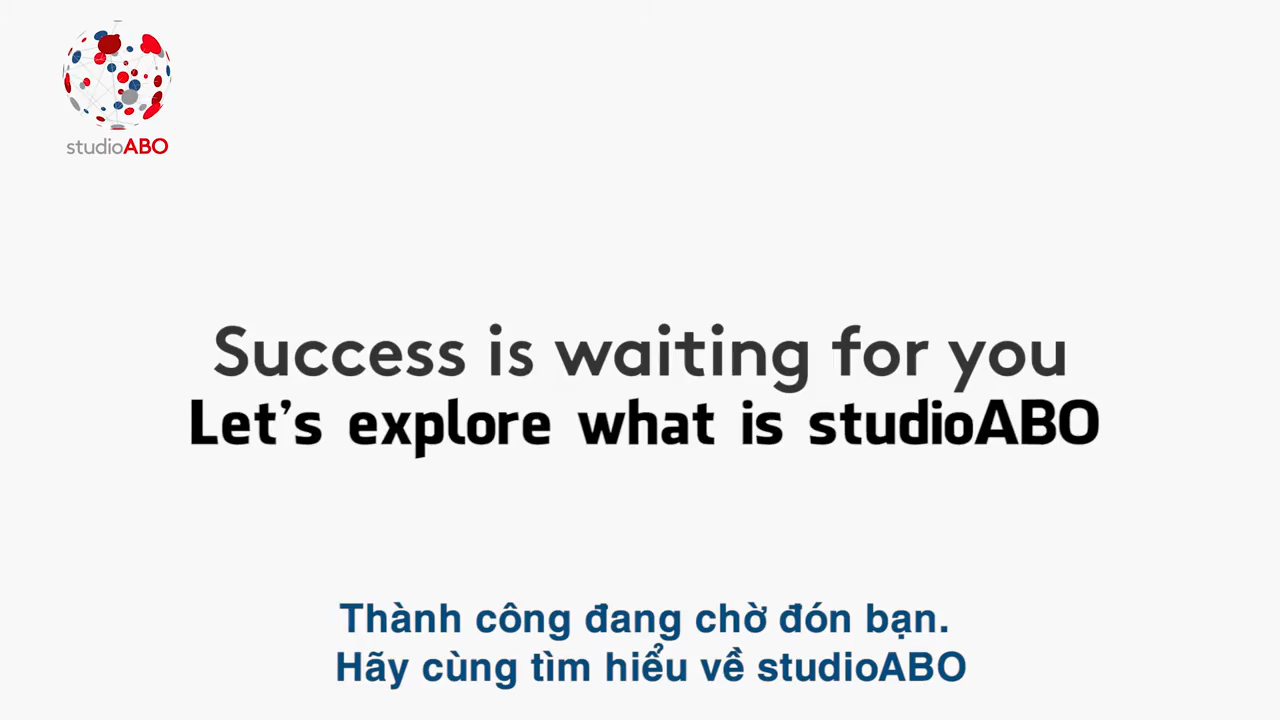 studioABO
Success is waiting for you
Let's explore what is studioABO
Thành công đang chờ đón bạn.
Hãy cùng tìm hiểu về studioABO